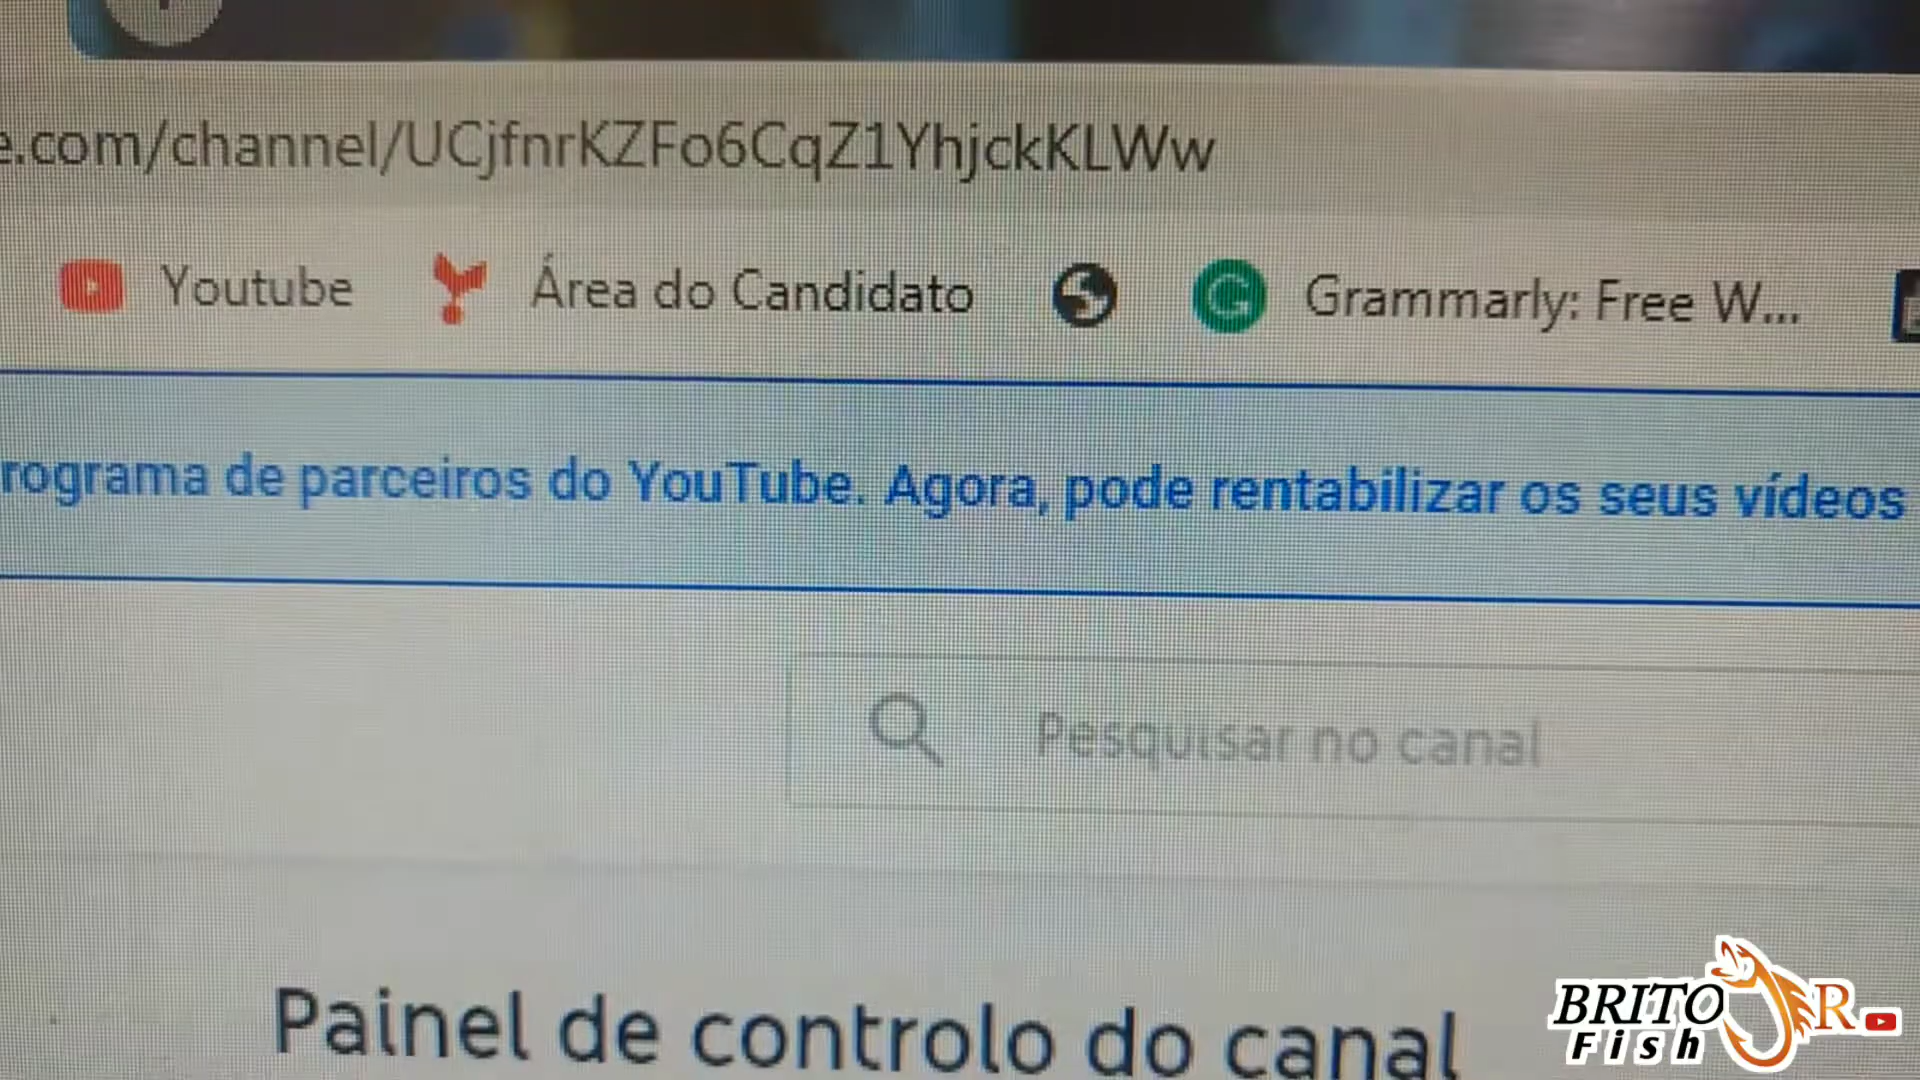 e.com/channel/UCjfnrKZFo6CqZ1YhjckKLWw
Youtube Área do Candidato Grammarly: Free W...
rograma de parceiros do YouTube. Agora, pode rentabilizar os seus vídeos
Pesquisar no canal
Painel de controlo do canal
BRITO JR
Fish